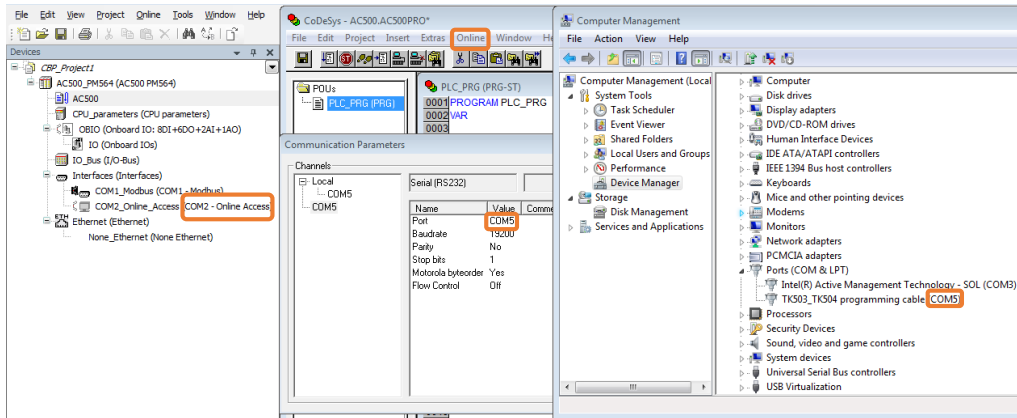 File Edit View Project Online Tools Window Help
Devices
CBP_Project1
AC500_PM564 (AC500 PM564)
AC500
CPU_parameters (CPU parameters)
OBIO (Onboard IO: 8DI+6DO+2AI+1AO)
IO (Onboard IOs)
IO_Bus (I/O-Bus)
Interfaces (Interfaces)
COM1_Modbus (COM1 - Modbus)
COM2_Online_Access (COM2 - Online Access
Ethernet (Ethernet)
None_Ethernet (None Ethernet)
CoDeSys - AC500.AC500PRO*
File Edit Project Insert Extras Online Window He
POUs
PLC_PRG (PRG)
PLC_PRG (PRG-ST)
0001 PROGRAM PLC_PRG
0002 VAR
0003
Communication Parameters
Channels
Local
COM5
COM5
Serial (RS232)
Name Value Comme
Port COM5
Baudrate 19200
Parity No
Stop bits 1
Motorola byteorder Yes
Flow Control Off
Computer Management
File Action View Help
Computer Management (Local
System Tools
Task Scheduler
Event Viewer
Shared Folders
Local Users and Groups
Performance
Device Manager
Storage
Disk Management
Services and Applications
Computer
Disk drives
Display adapters
DVD/CD-ROM drives
Human Interface Devices
IDE ATA/ATAPI controllers
IEEE 1394 Bus host controllers
Keyboards
Mice and other pointing devices
Modems
Monitors
Network adapters
PCMCIA adapters
Ports (COM & LPT)
Intel(R) Active Management Technology - SOL (COM3)
TK503_TK504 programming cable (COM5)
Processors
Security Devices
Sound, video and game controllers
System devices
Universal Serial Bus controllers
USB Virtualization